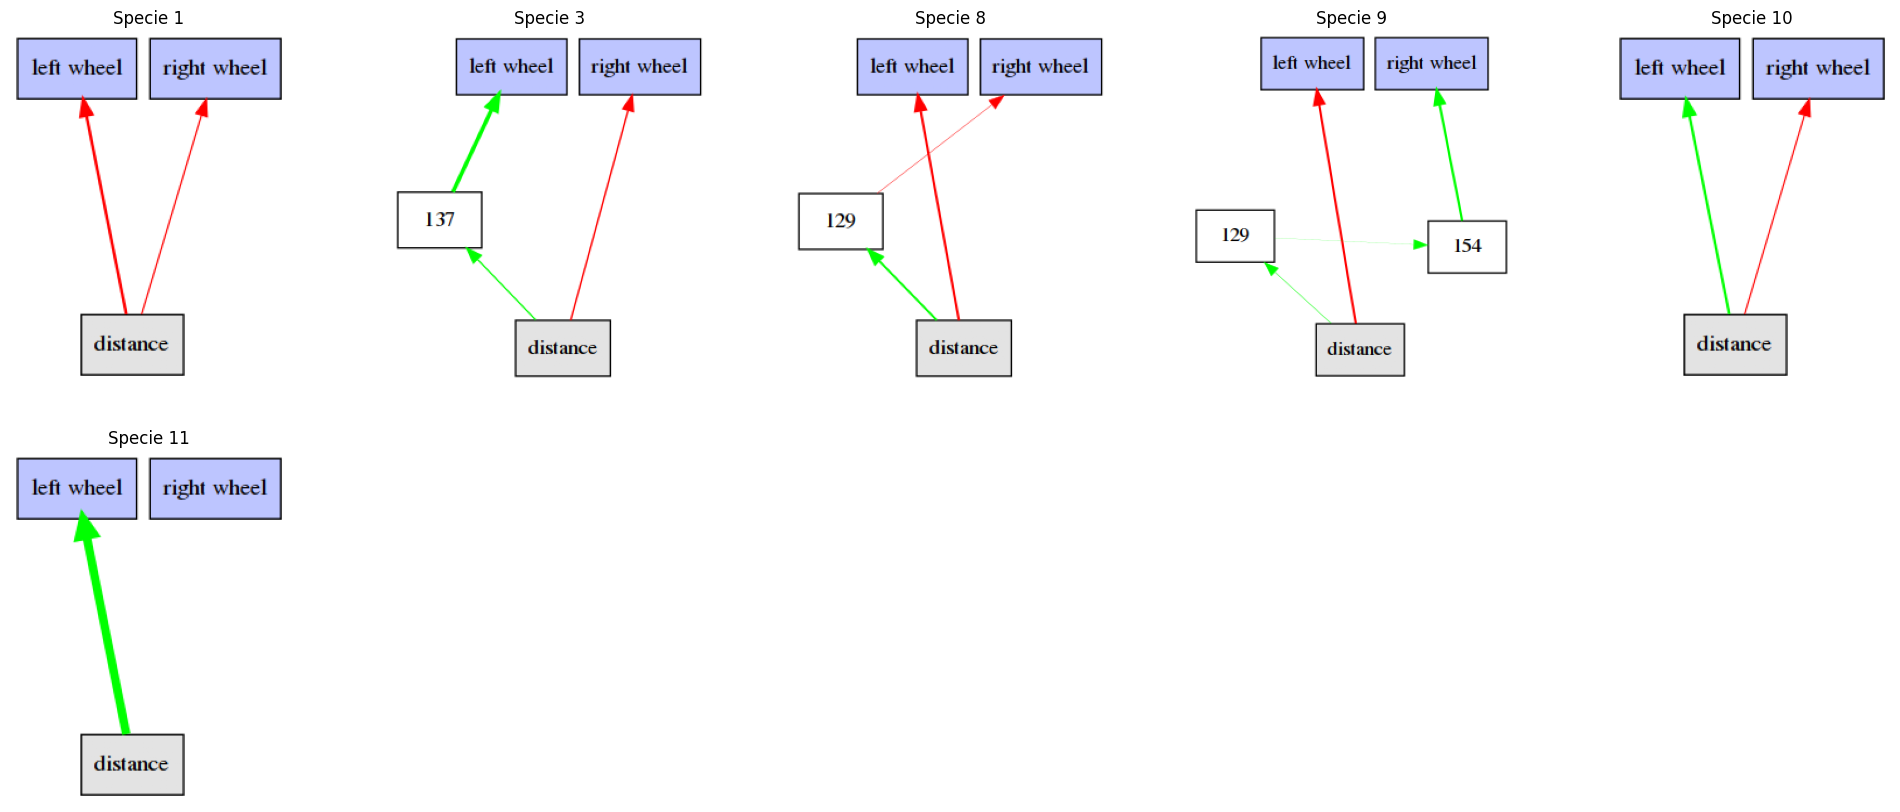 Specie 1
left wheel
right wheel
distance
Specie 3
left wheel
right wheel
137
distance
Specie 8
left wheel
right wheel
129
distance
Specie 9
left wheel
right wheel
129
154
distance
Specie 10
left wheel
right wheel
distance
Specie 11
left wheel
right wheel
distance